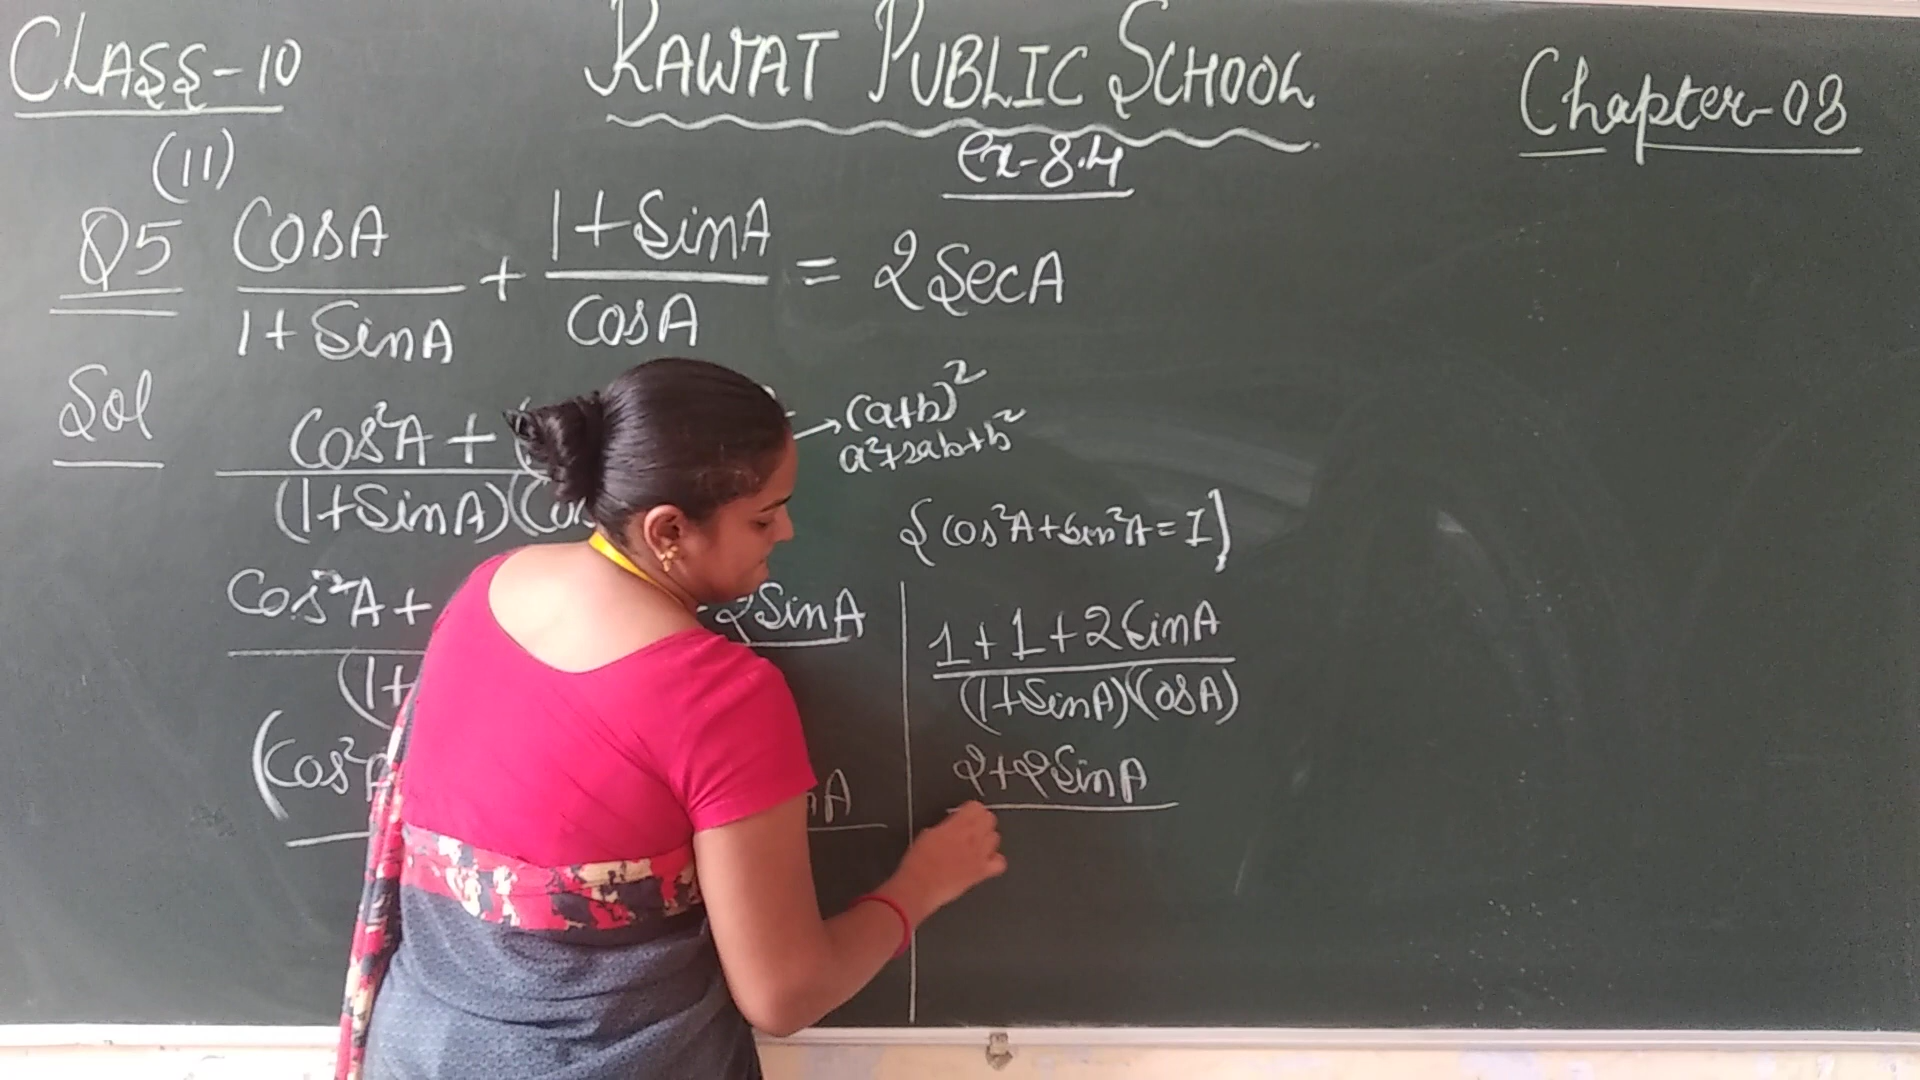 CLASS-10
RAWAT PUBLIC SCHOOL
Chapter-08
(11)
ex-8.4
Q5 CosA/1+SinA + 1+SinA/CosA = 2SecA
Sol
Cos²A +
(1+SinA)(Cos
→(a+b)²
a²+2ab+b²
{Cos²A+Sin²A=1}
Cos²A+ 2SinA
(1+
(Cos²A
1+1+2SinA
(1+SinA)(CosA)
2+2SinA